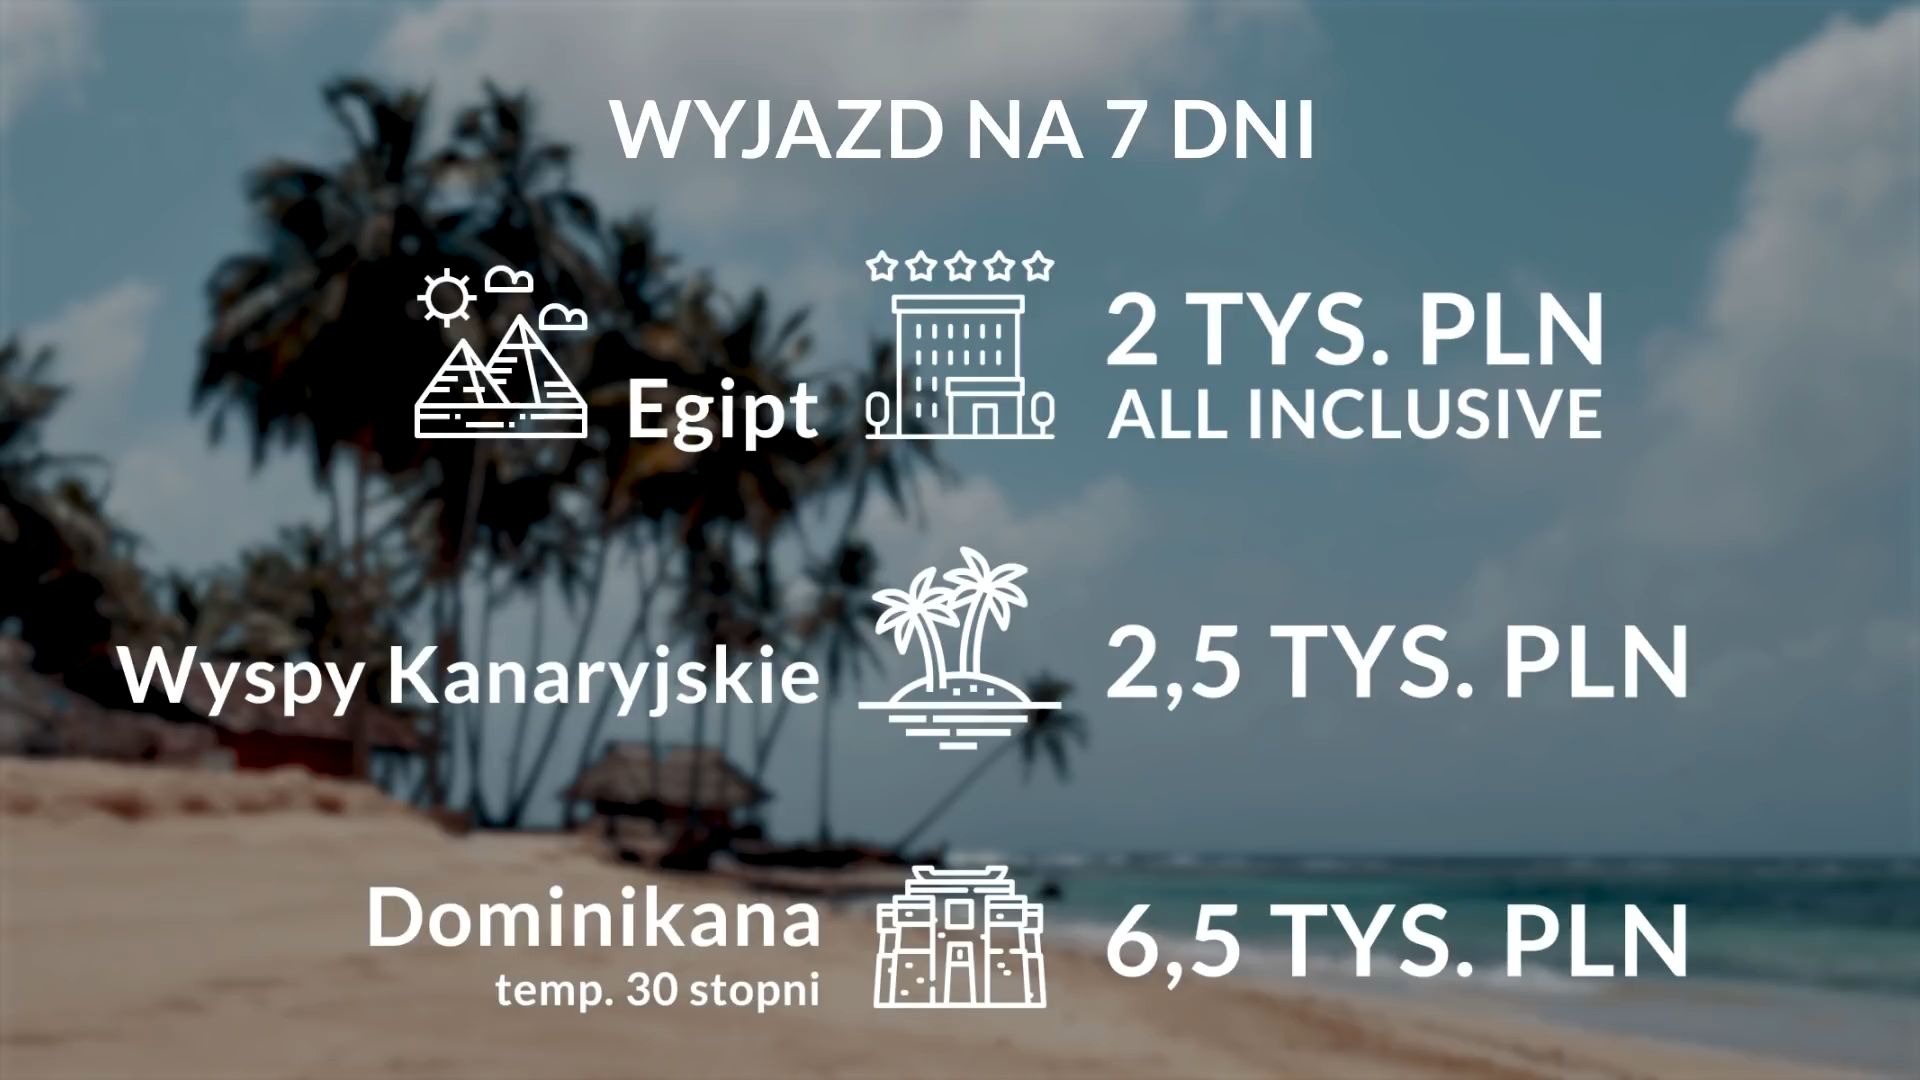 WYJAZD NA 7 DNI
Egipt
2 TYS. PLN
ALL INCLUSIVE
Wyspy Kanaryjskie
2,5 TYS. PLN
Dominikana
temp. 30 stopni
6,5 TYS. PLN